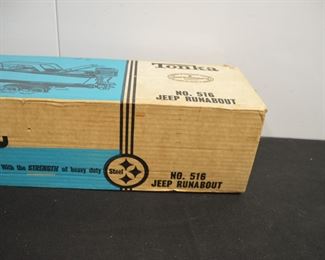 Tonka
NO. 516
JEEP RUNABOUT
With the STRENGTH of heavy duty
Steel
NO. 516
JEEP RUNABOUT